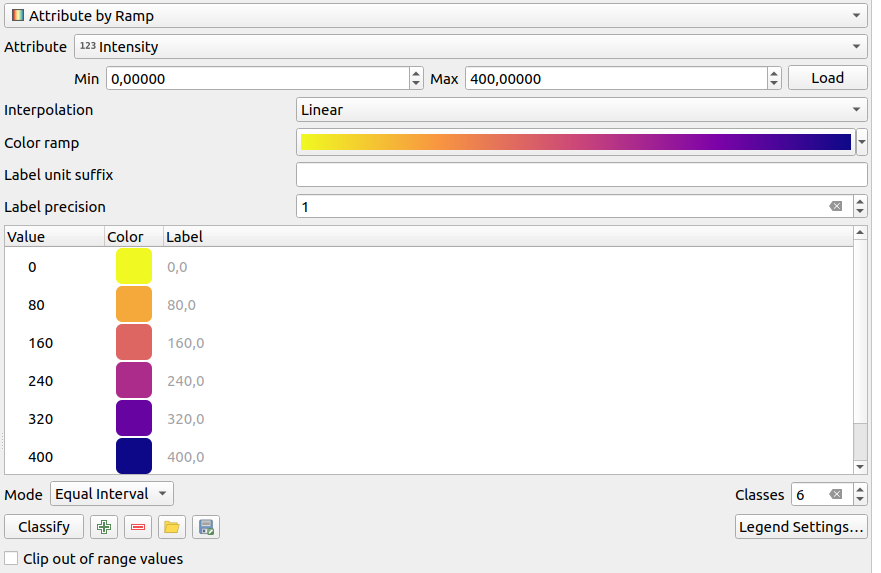 Attribute by Ramp
Attribute 123 Intensity
Min 0,00000 Max 400,00000 Load
Interpolation Linear
Color ramp
Label unit suffix
Label precision 1
Value Color Label
0 0,0
80 80,0
160 160,0
240 240,0
320 320,0
400 400,0
Mode Equal Interval Classes 6
Classify Legend Settings...
Clip out of range values